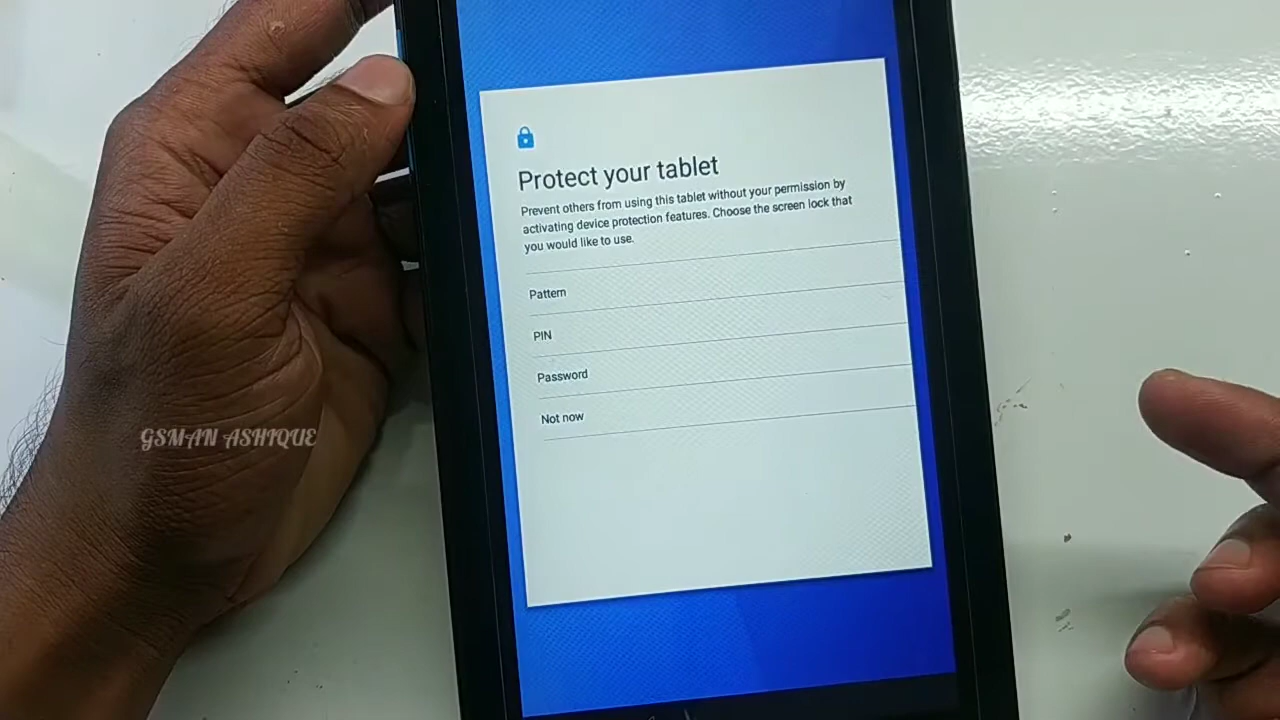 Protect your tablet
Prevent others from using this tablet without your permission by
activating device protection features. Choose the screen lock that
you would like to use.
Pattern
PIN
Password
Not now
GSMAN ASHIQUE